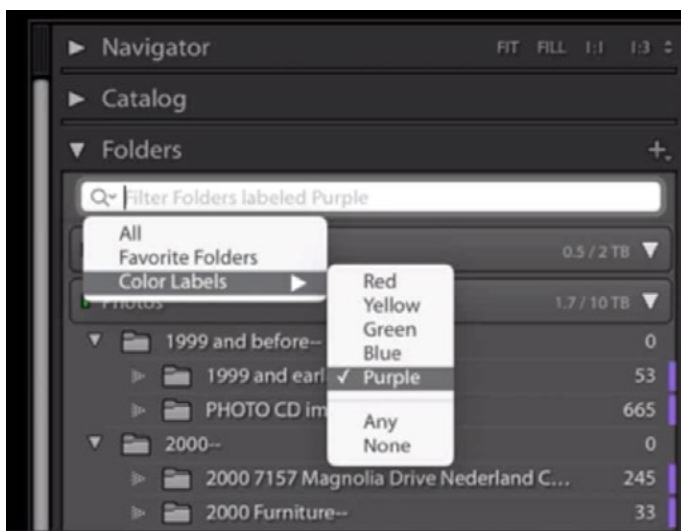 Navigator FIT FILL 1:1 1:3
Catalog
Folders
Filter Folders labeled Purple
All
Favorite Folders
Color Labels
0.5 / 2 TB
Photos 1.7 / 10 TB
Red
Yellow
Green
Blue
✓ Purple
Any
None
1999 and before-- 0
1999 and earl 53
PHOTO CD im 665
2000-- 0
2000 7157 Magnolia Drive Nederland C... 245
2000 Furniture-- 33